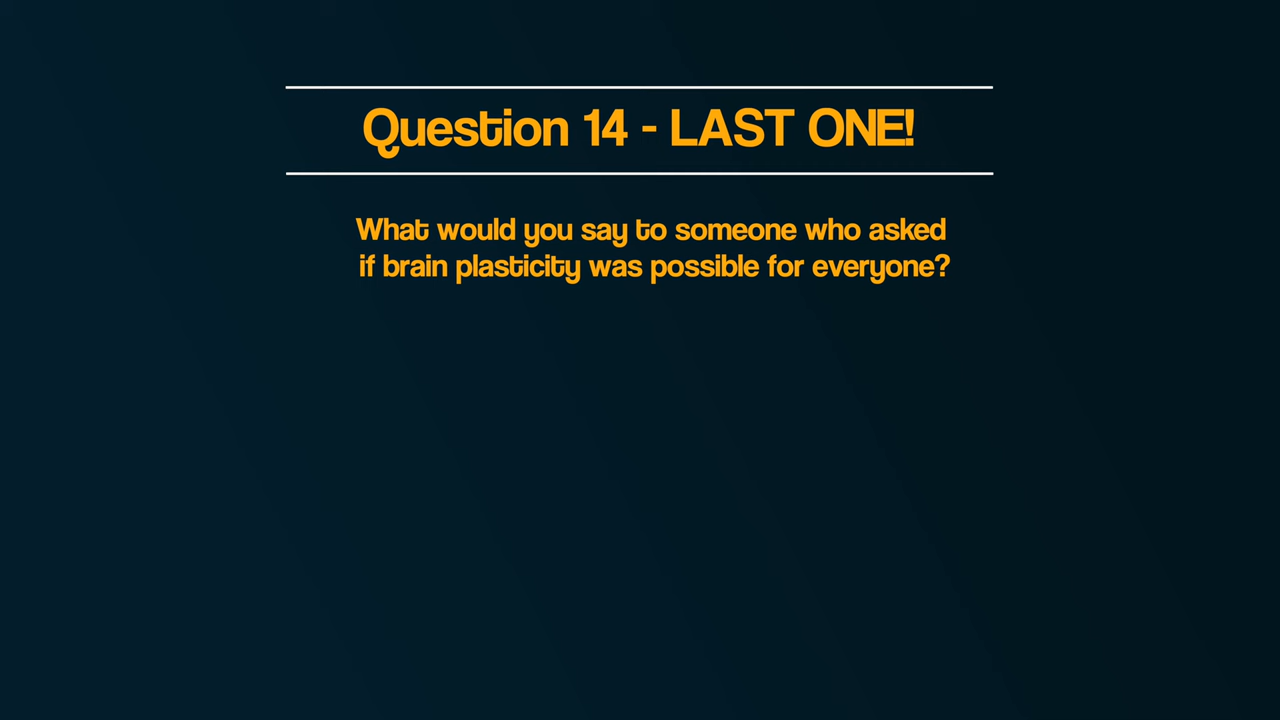 Question 14 - LAST ONE!
What would you say to someone who asked
if brain plasticity was possible for everyone?